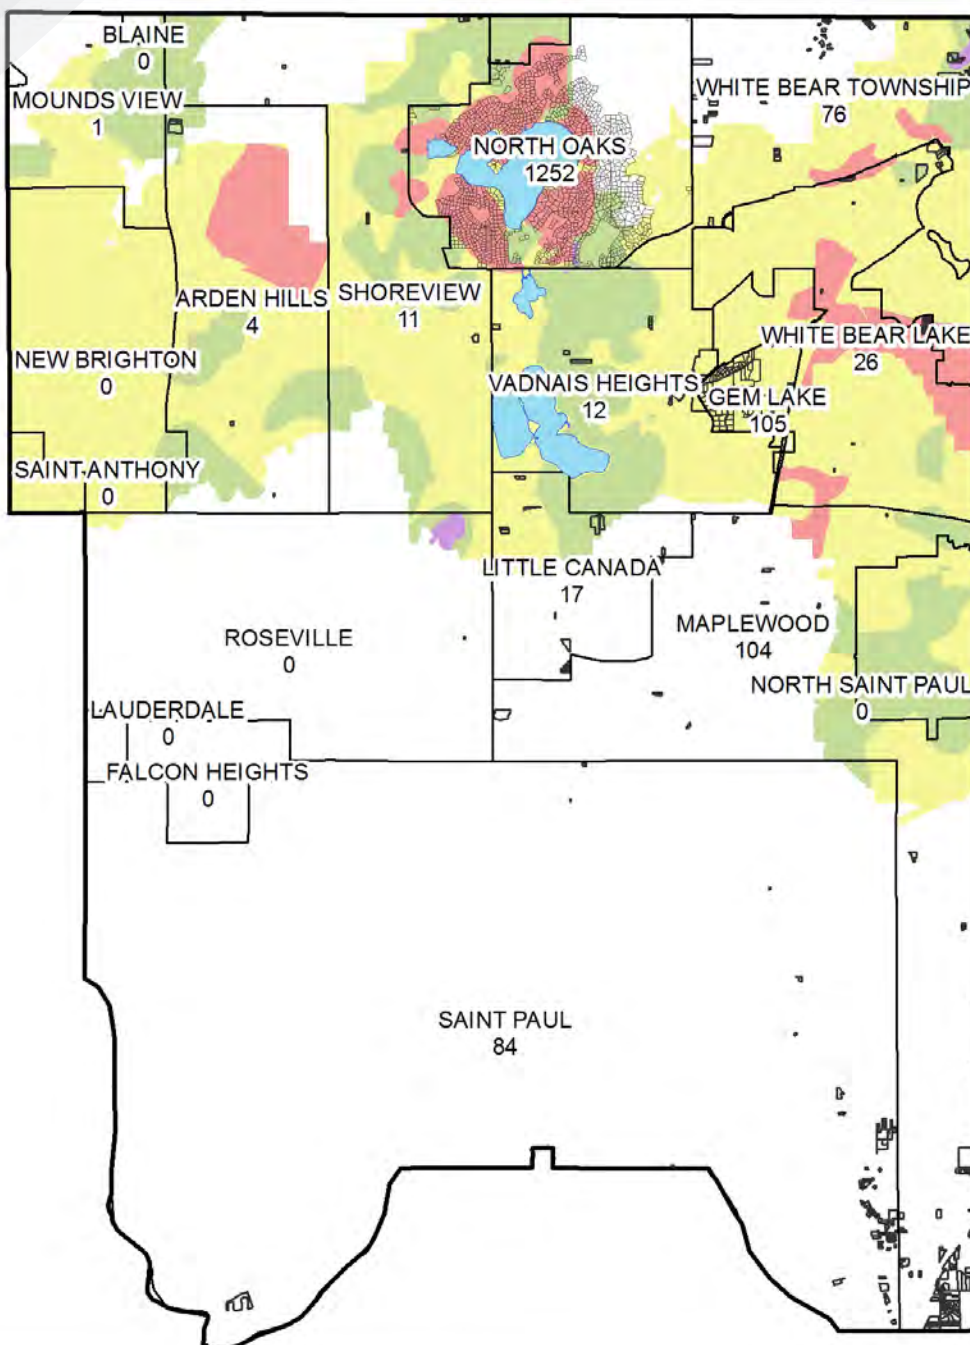 BLAINE
0
MOUNDS VIEW
1
NORTH OAKS
1252
WHITE BEAR TOWNSHIP
76
ARDEN HILLS
4
SHOREVIEW
11
NEW BRIGHTON
0
VADNAIS HEIGHTS
12
GEM LAKE
105
WHITE BEAR LAKE
26
SAINT ANTHONY
0
LITTLE CANADA
17
ROSEVILLE
0
MAPLEWOOD
104
NORTH SAINT PAUL
0
LAUDERDALE
0
FALCON HEIGHTS
0
SAINT PAUL
84